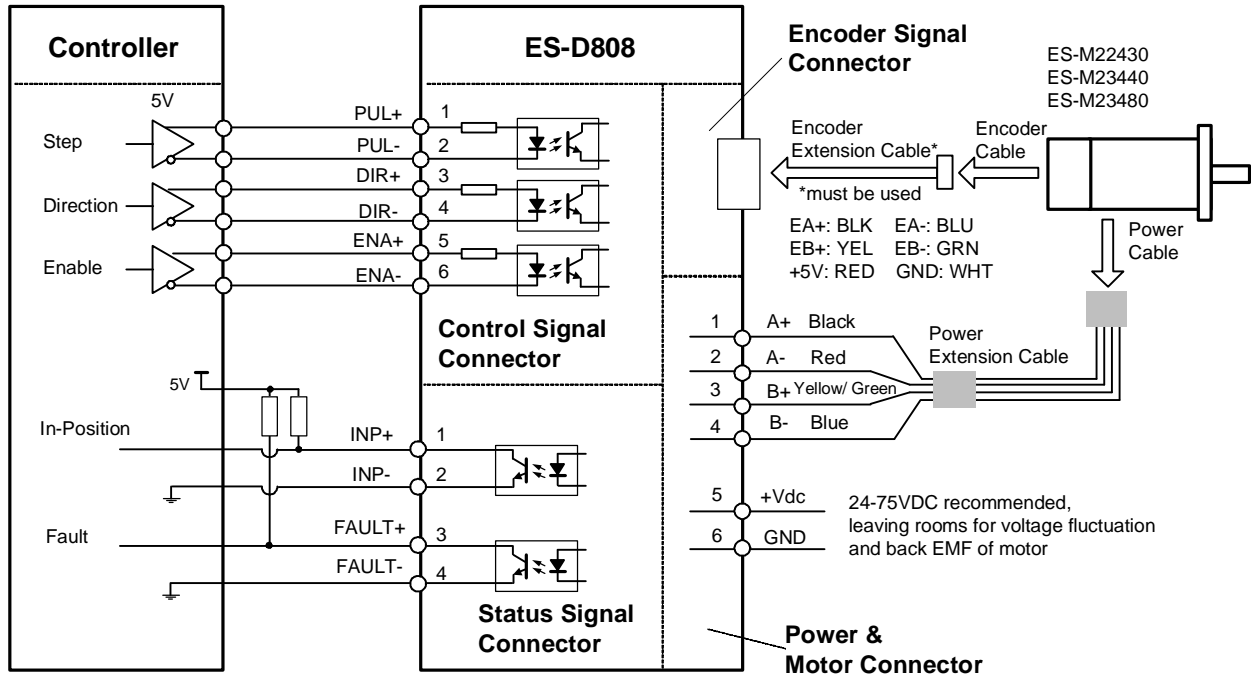 Controller
ES-D808
Encoder Signal
Connector
ES-M22430
ES-M23440
ES-M23480
5V
Step
Direction
Enable
PUL+
PUL-
DIR+
DIR-
ENA+
ENA-
1
2
3
4
5
6
Control Signal
Connector
Encoder
Extension Cable*
*must be used
Encoder
Cable
EA+: BLK EA-: BLU
EB+: YEL EB-: GRN
+5V: RED GND: WHT
Power
Cable
1 A+ Black
2 A- Red
3 B+ Yellow/ Green
4 B- Blue
Power
Extension Cable
5 +Vdc
6 GND
24-75VDC recommended,
leaving rooms for voltage fluctuation
and back EMF of motor
5V
In-Position
Fault
INP+ 1
INP- 2
FAULT+ 3
FAULT- 4
Status Signal
Connector
Power &
Motor Connector